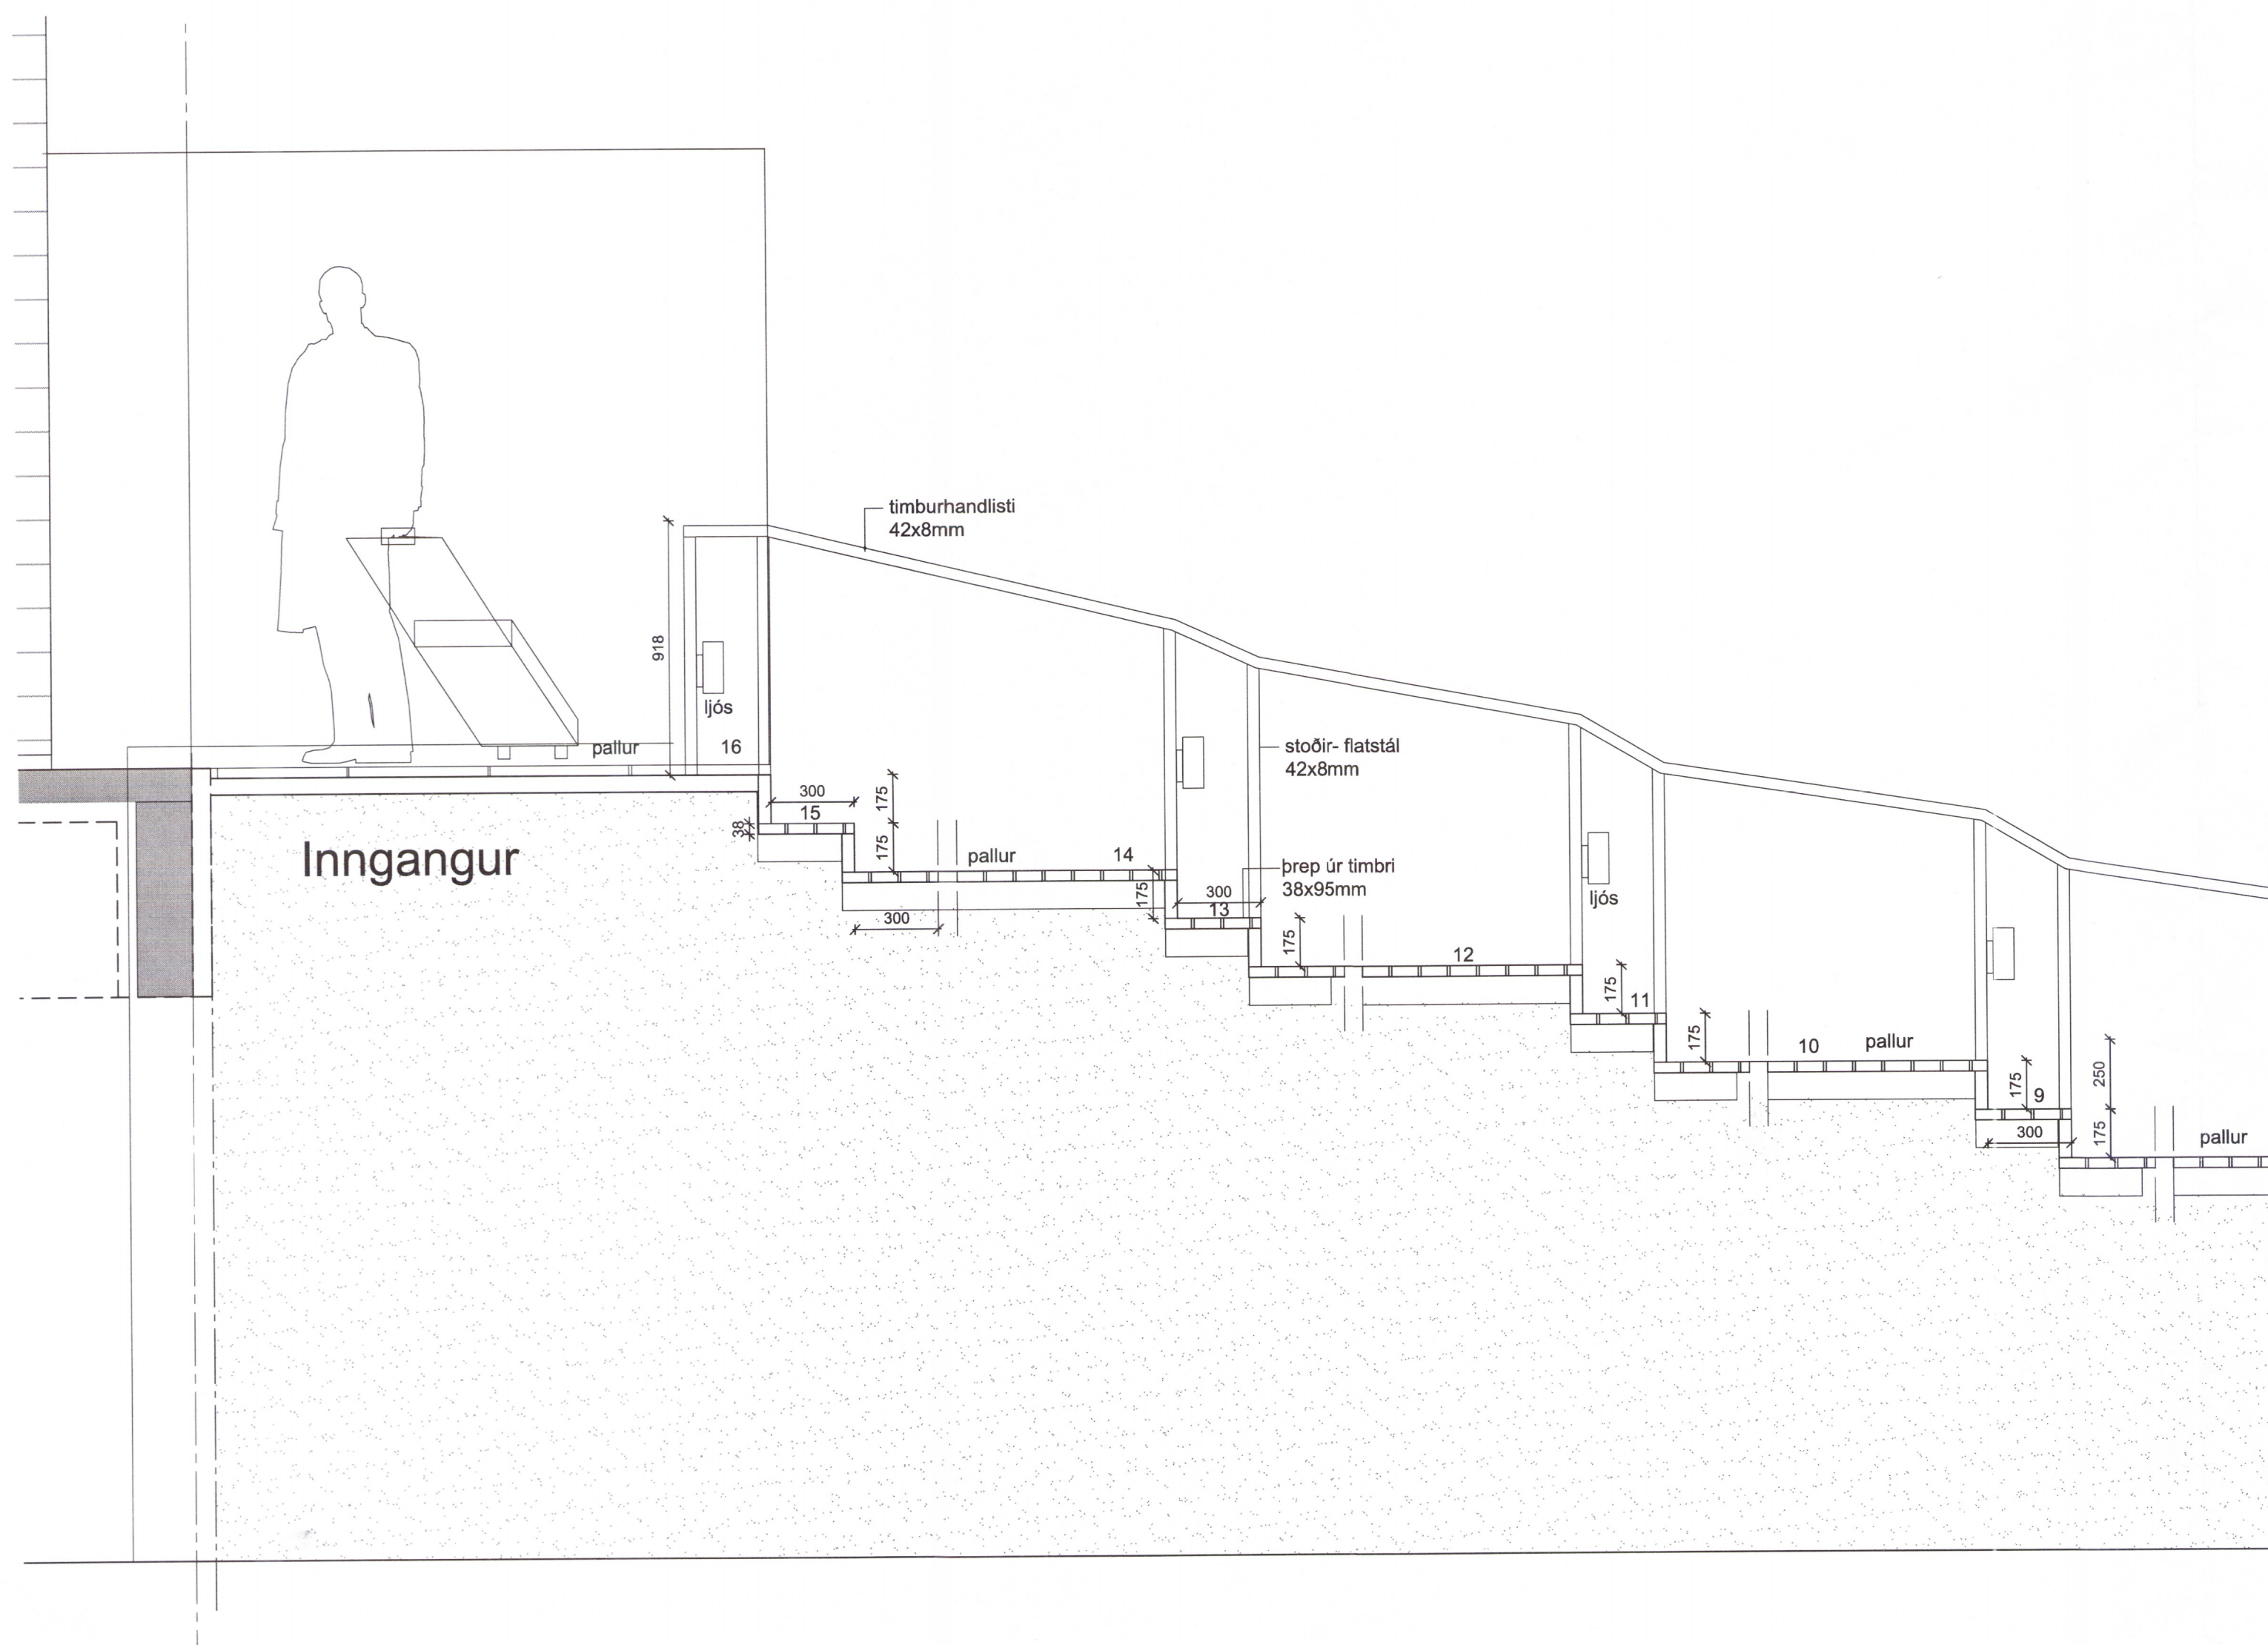 timburhandlisti
42x8mm
918
ljós
pallur
16
stoðir- flatstál
42x8mm
300
175
15
38
175
Inngangur
pallur
14
þrep úr timbri
38x95mm
175
300
13
300
175
12
ljós
175
11
175
10
pallur
175
9
250
300
175
pallur